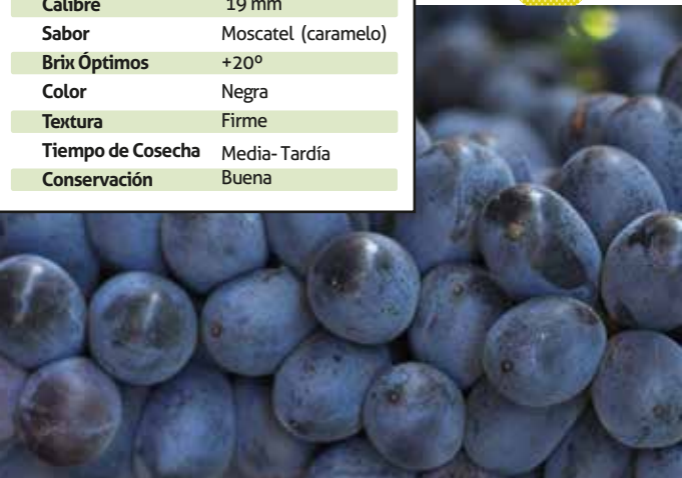 Calibre 19 mm
Sabor Moscatel (caramelo)
Brix Óptimos +20º
Color Negra
Textura Firme
Tiempo de Cosecha Media- Tardía
Conservación Buena